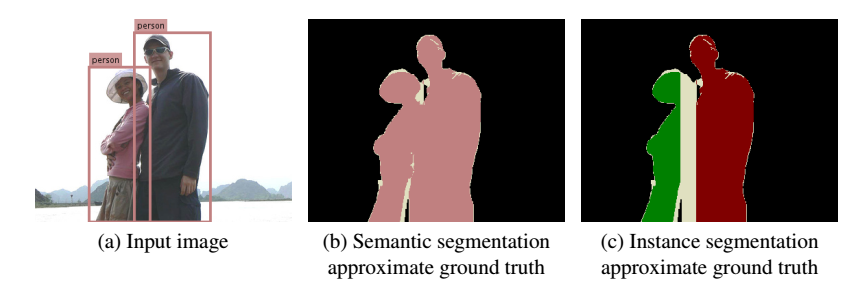 person
person
(a) Input image
(b) Semantic segmentation
approximate ground truth
(c) Instance segmentation
approximate ground truth